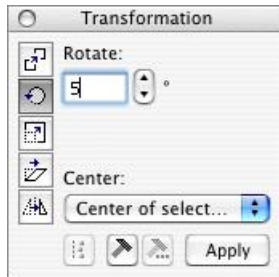 Transformation
Rotate:
5 °
Center:
Center of select...
Apply